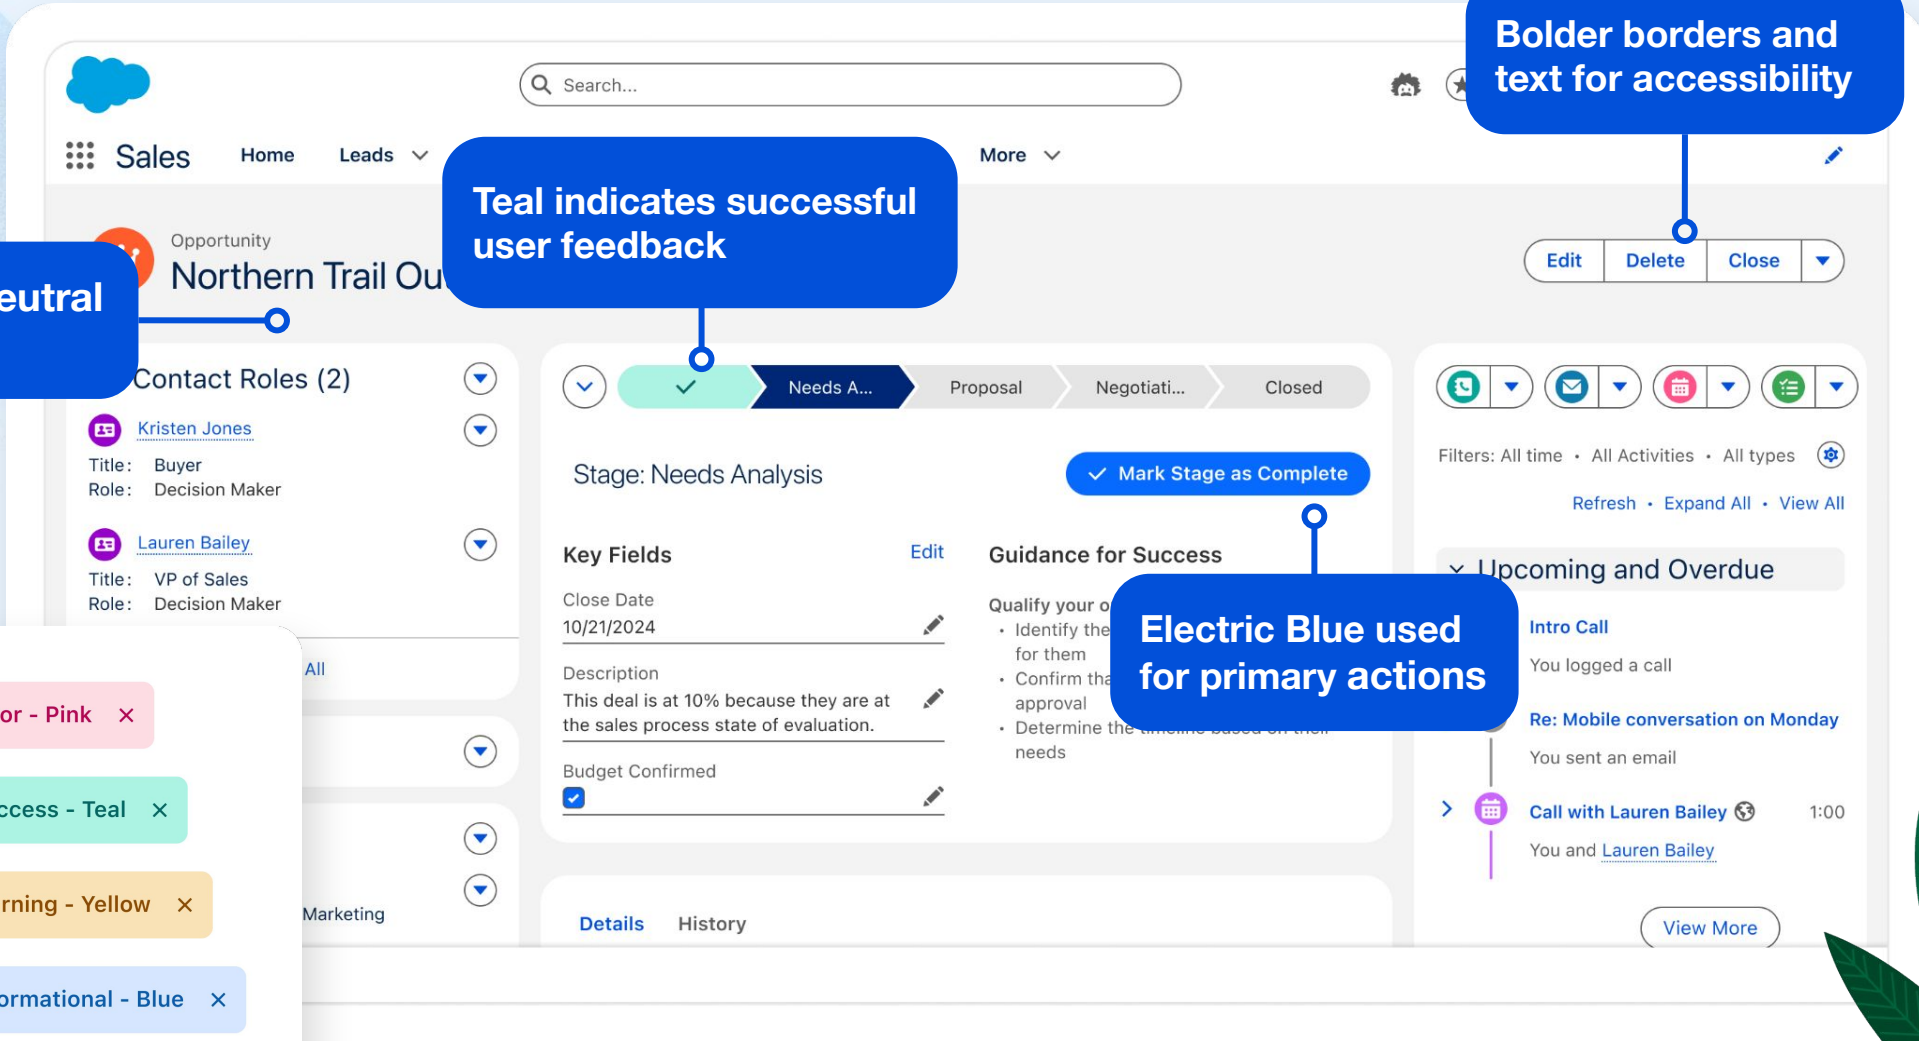 Bolder borders and
text for accessibility
Search...
Sales
Home
Leads
More
Teal indicates successful
user feedback
Opportunity
Northern Trail
Edit
Delete
Close
Contact Roles (2)
Kristen Jones
Title: Buyer
Role: Decision Maker
Lauren Bailey
Title: VP of Sales
Role: Decision Maker
All
Marketing
- Pink
- Teal
- Yellow
- Blue
Needs A...
Proposal
Negotiati...
Closed
Stage: Needs Analysis
Mark Stage as Complete
Key Fields
Edit
Close Date
10/21/2024
Description
This deal is at 10% because they are at
the sales process state of evaluation.
Budget Confirmed
Guidance for Success
Qualify your
Identify the
for them
Confirm
approval
Determine the timeline based on their
needs
Electric Blue used
for primary actions
Details
History
Filters: All time • All Activities • All types
Refresh • Expand All • View All
Upcoming and Overdue
Intro Call
You logged a call
Re: Mobile conversation on Monday
You sent an email
Call with Lauren Bailey
1:00
You and Lauren Bailey
View More